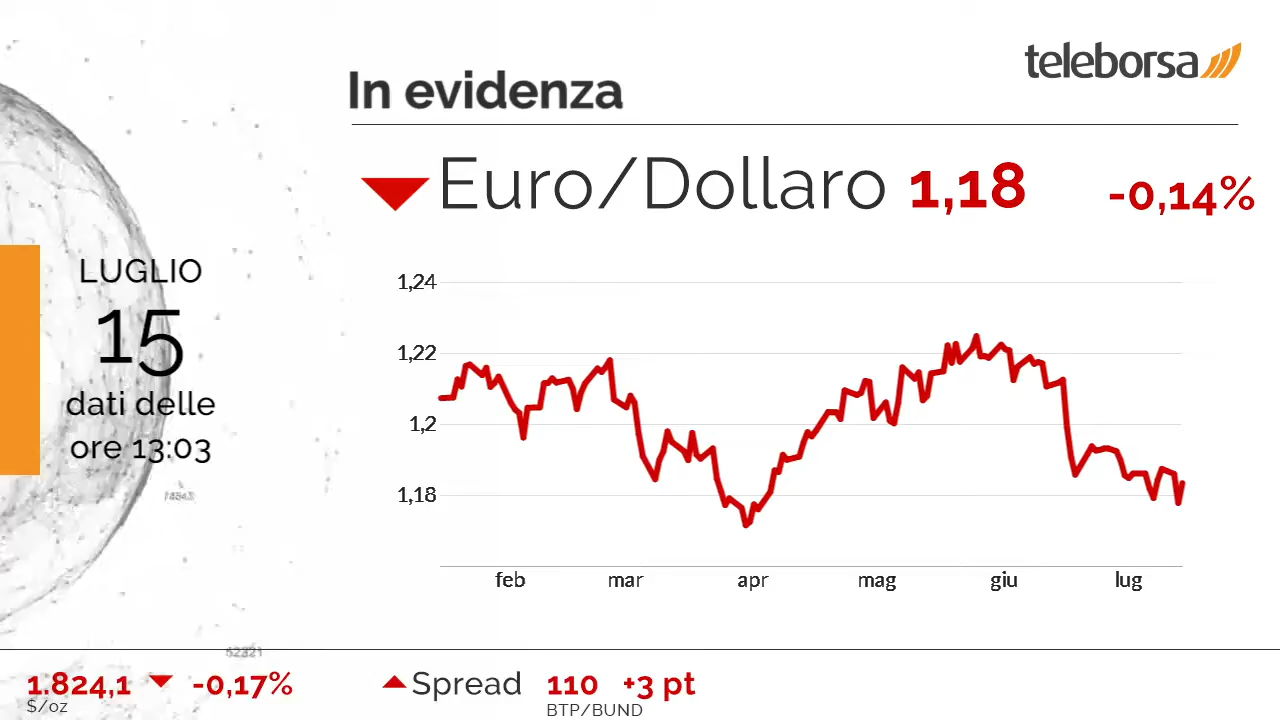 teleborsa
In evidenza
Euro/Dollaro 1,18 -0,14%
LUGLIO
15
dati delle
ore 13:03
1,24
1,22
1,2
1,18
feb mar apr mag giu lug
62321
1.824,1 -0,17% Spread 110 +3 pt
$/oz BTP/BUND